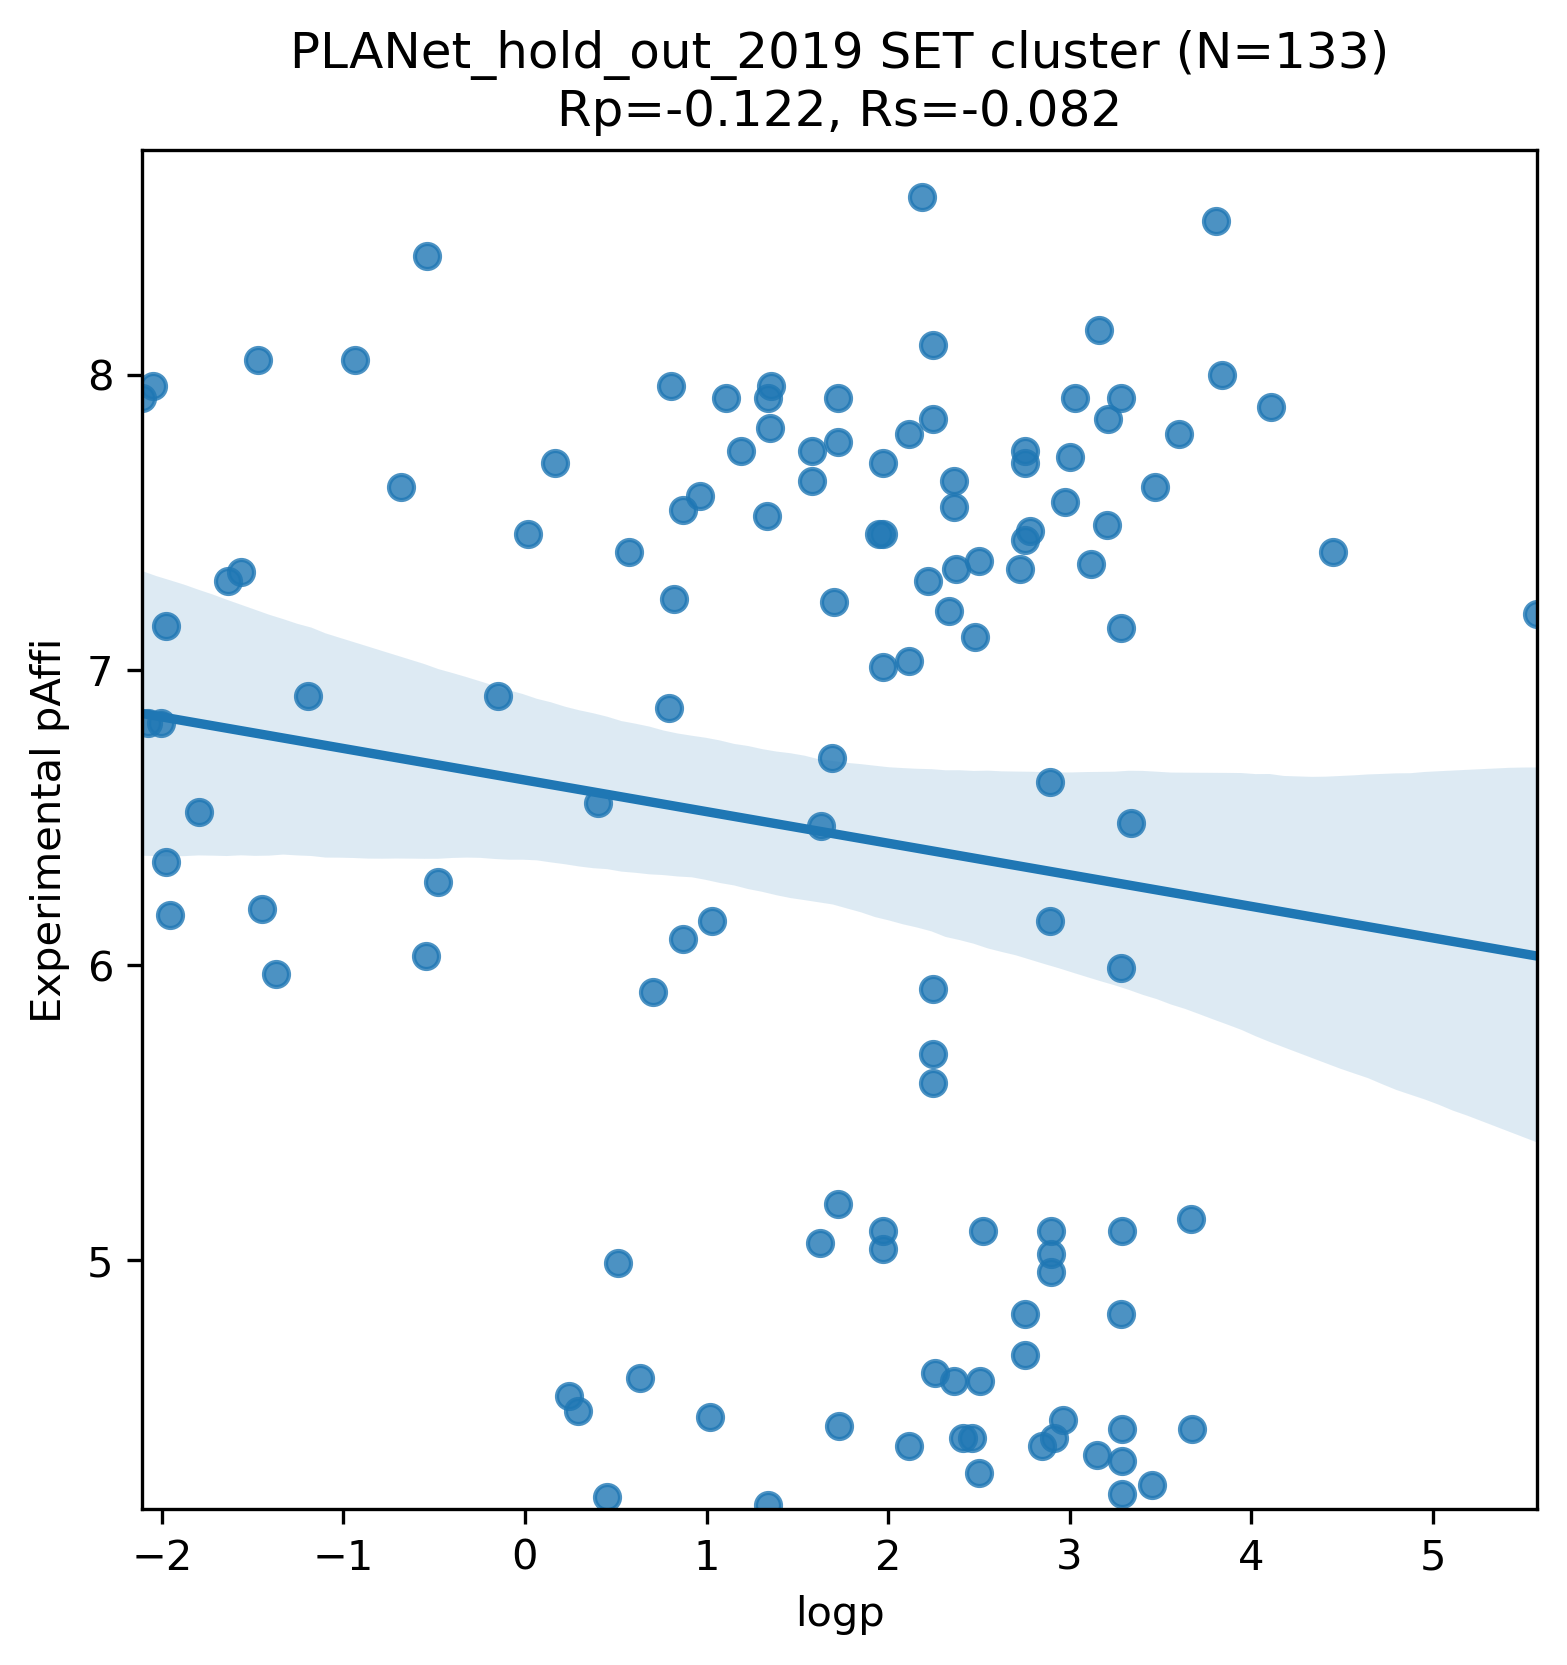 PLANet_hold_out_2019 SET cluster (N=133)
Rp=-0.122, Rs=-0.082
Experimental pAffi
8
7
6
5
−2 −1 0 1 2 3 4 5
logp